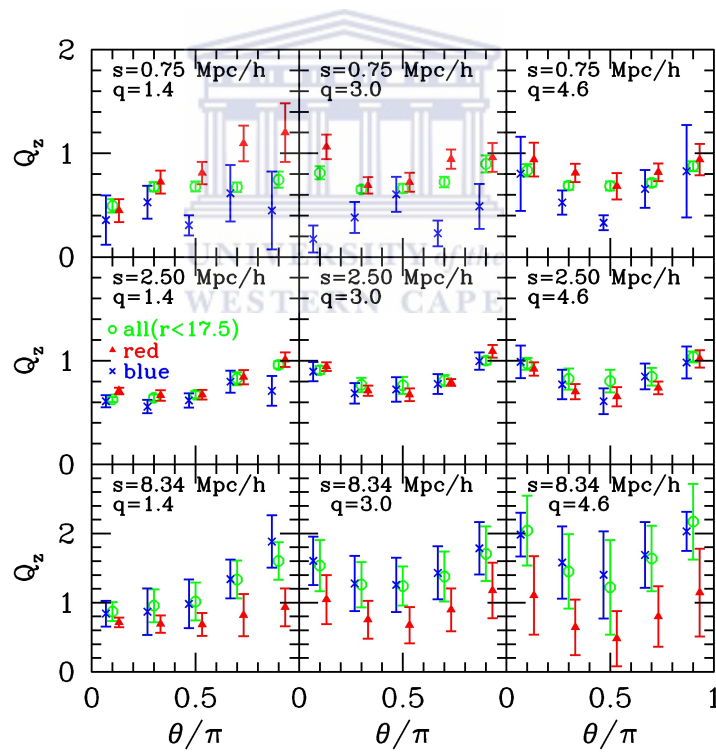 2
s=0.75 Mpc/h
q=1.4
s=0.75 Mpc/h
q=3.0
s=0.75 Mpc/h
q=4.6
Q_z
1
0
UNIVERSITY of the
WESTERN CAPE
s=2.50 Mpc/h
q=1.4
s=2.50 Mpc/h
q=3.0
s=2.50 Mpc/h
q=4.6
all(r<17.5)
red
blue
Q_z
1
0
s=8.34 Mpc/h
q=1.4
s=8.34 Mpc/h
q=3.0
s=8.34 Mpc/h
q=4.6
Q_z
2
1
0
0 0.5 0 0.5 0 0.5 1
θ/π θ/π θ/π